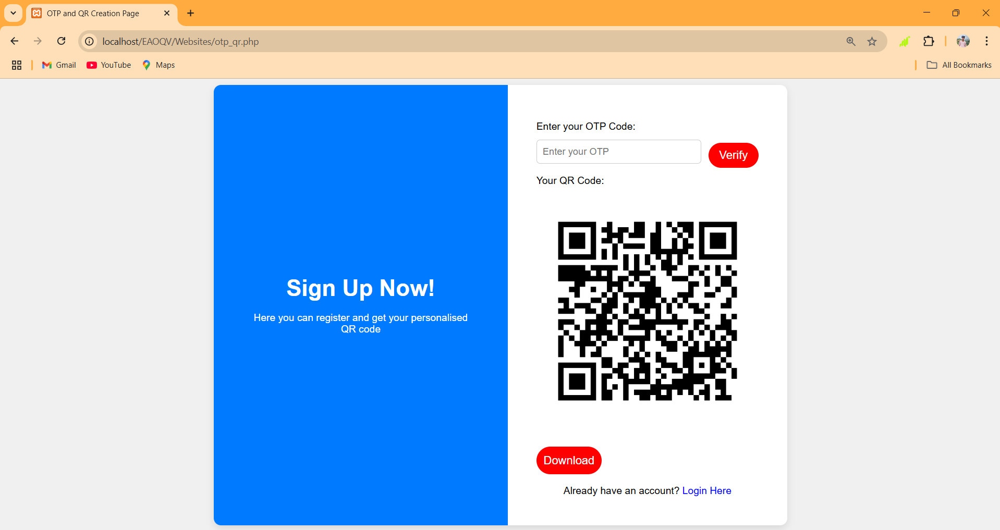 OTP and QR Creation Page
localhost/EAOQV/Websites/otp_qr.php
Gmail YouTube Maps All Bookmarks
Sign Up Now!
Here you can register and get your personalised
QR code
Enter your OTP Code:
Enter your OTP Verify
Your QR Code:
Download
Already have an account? Login Here